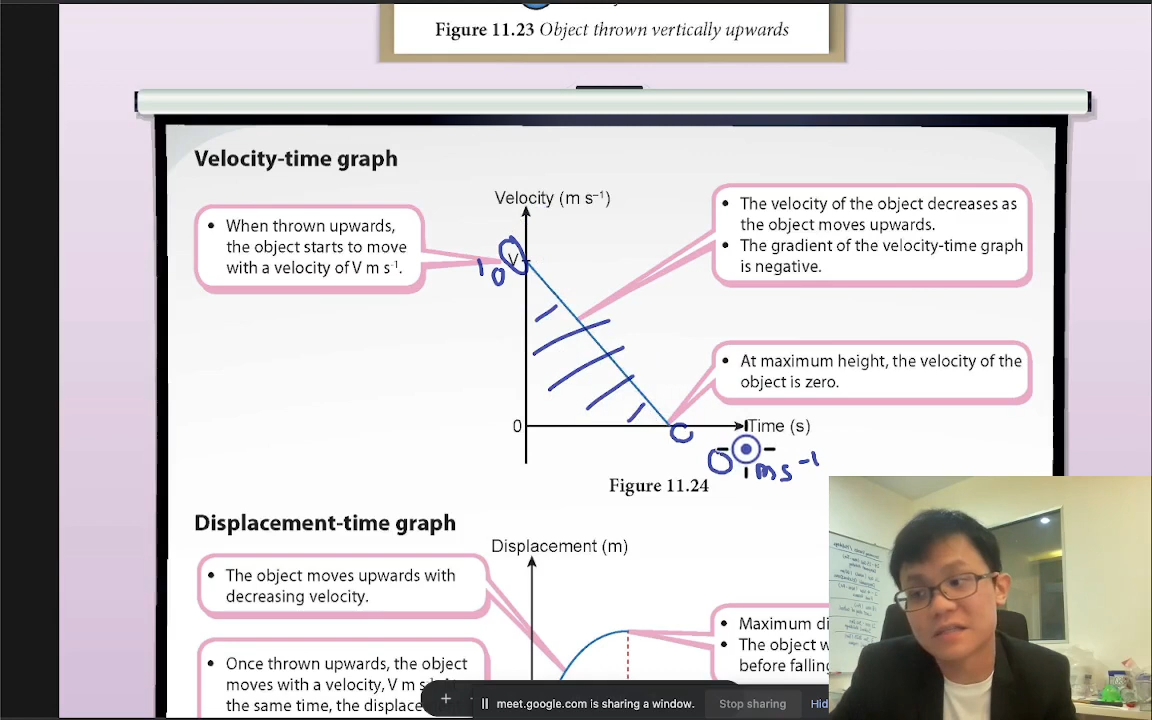 Figure 11.23 Object thrown vertically upwards
Velocity-time graph
• When thrown upwards,
the object starts to move
with a velocity of V m s⁻¹.
Velocity (m s⁻¹)
V
10
0
• The velocity of the object decreases as
the object moves upwards.
• The gradient of the velocity-time graph
is negative.
• At maximum height, the velocity of the
object is zero.
Time (s)
0 ms⁻¹
Figure 11.24
Displacement-time graph
Displacement (m)
• The object moves upwards with
decreasing velocity.
• Once thrown upwards, the object
moves with a velocity, V m s
the same time, the displace
• Maximum di
• The object w
before falling
meet.google.com is sharing a window.
Stop sharing
Hid